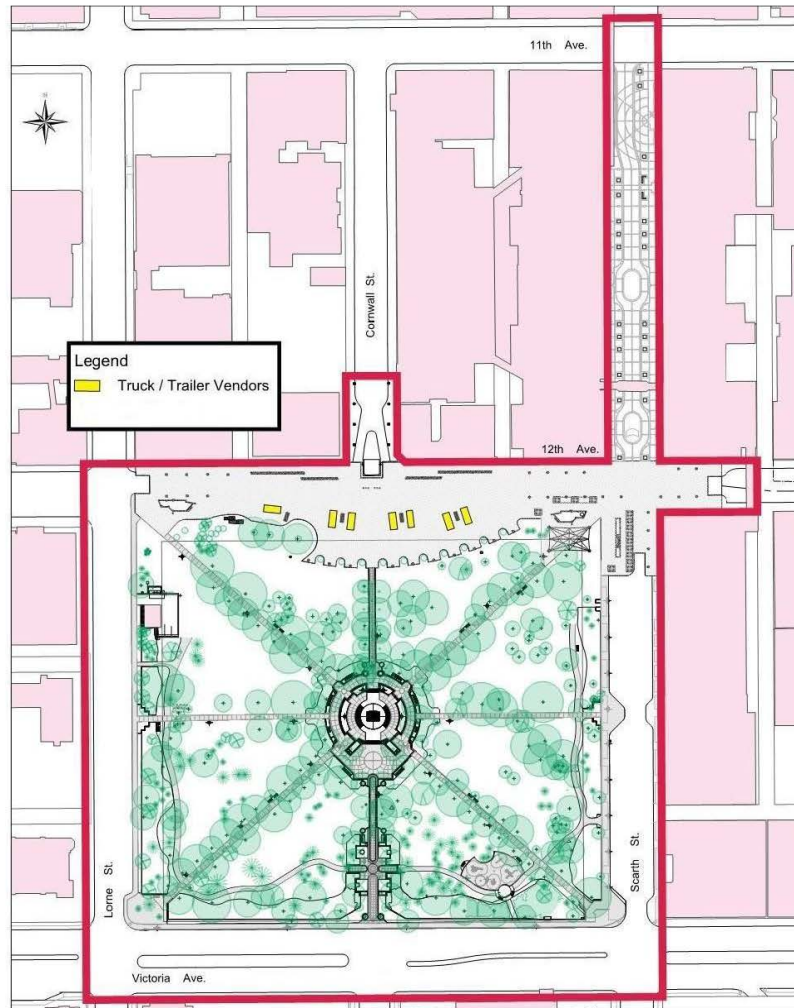 11th Ave.
Cornwall St.
Legend
Truck / Trailer Vendors
12th Ave.
Lorne St.
Scarth St.
Victoria Ave.